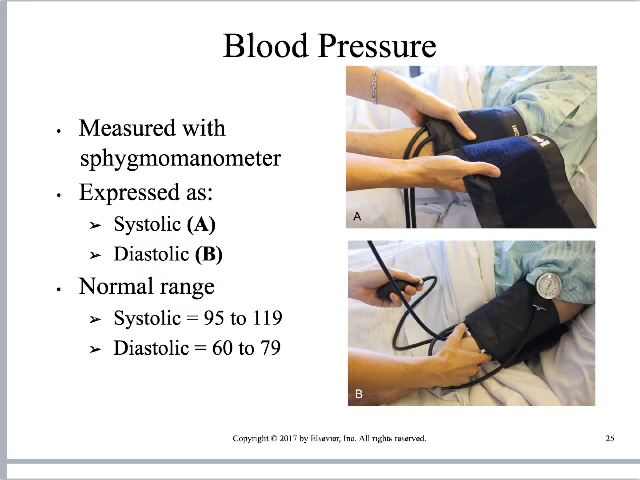 Blood Pressure
• Measured with
sphygmomanometer
• Expressed as:
➢ Systolic (A)
➢ Diastolic (B)
• Normal range
➢ Systolic = 95 to 119
➢ Diastolic = 60 to 79
A
B
Copyright © 2017 by Elsevier, Inc. All rights reserved.
25